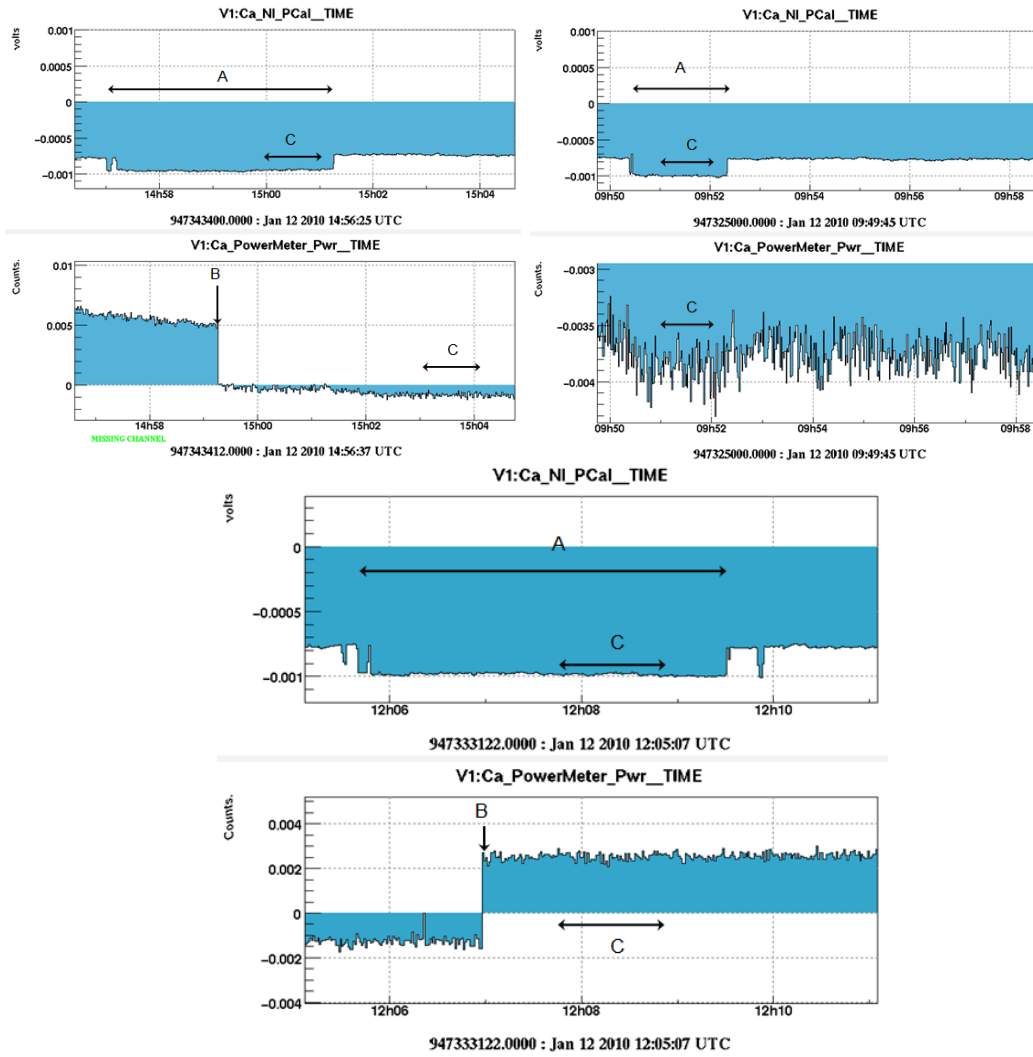 V1:Ca_NI_PCal__TIME
volts
0.001
0.0005
0
−0.0005
−0.001
A
C
14h58
15h00
15h02
15h04
947343400.0000 : Jan 12 2010 14:56:25 UTC
V1:Ca_NI_PCal__TIME
volts
0.001
0.0005
0
−0.0005
−0.001
A
C
09h50
09h52
09h54
09h56
09h58
947325000.0000 : Jan 12 2010 09:49:45 UTC
V1:Ca_PowerMeter_Pwr__TIME
Counts.
0.01
0.005
0
B
C
14h58
15h00
15h02
15h04
MISSING CHANNEL
947343412.0000 : Jan 12 2010 14:56:37 UTC
V1:Ca_PowerMeter_Pwr__TIME
Counts.
−0.003
−0.0035
−0.004
C
09h50
09h52
09h54
09h56
09h58
947325000.0000 : Jan 12 2010 09:49:45 UTC
V1:Ca_NI_PCal__TIME
volts
0
−0.0005
−0.001
A
C
12h06
12h08
12h10
947333122.0000 : Jan 12 2010 12:05:07 UTC
V1:Ca_PowerMeter_Pwr__TIME
Counts.
0.004
0.002
0
−0.002
−0.004
B
C
12h06
12h08
12h10
947333122.0000 : Jan 12 2010 12:05:07 UTC